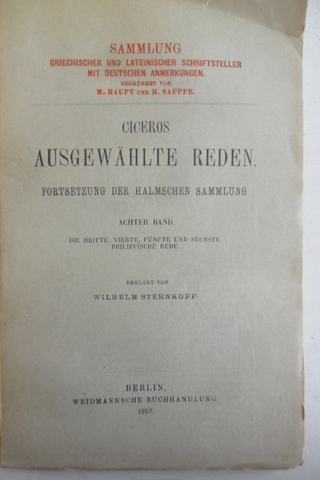 SAMMLUNG
GRIECHISCHER UND LATEINISCHER SCHRIFTSTELLER
MIT DEUTSCHEN ANMERKUNGEN.
BEGRÜNDET VON
M. HAUPT UND H. SAUPPE.
CICEROS
AUSGEWÄHLTE REDEN.
FORTSETZUNG DER HALMSCHEN SAMMLUNG
ACHTER BAND.
DIE DRITTE, VIERTE, FÜNFTE UND SECHSTE
PHILIPPISCHE REDE.
ERKLÄRT VON
WILHELM STERNKOPF.
BERLIN,
WEIDMANNSCHE BUCHHANDLUNG.
1912.